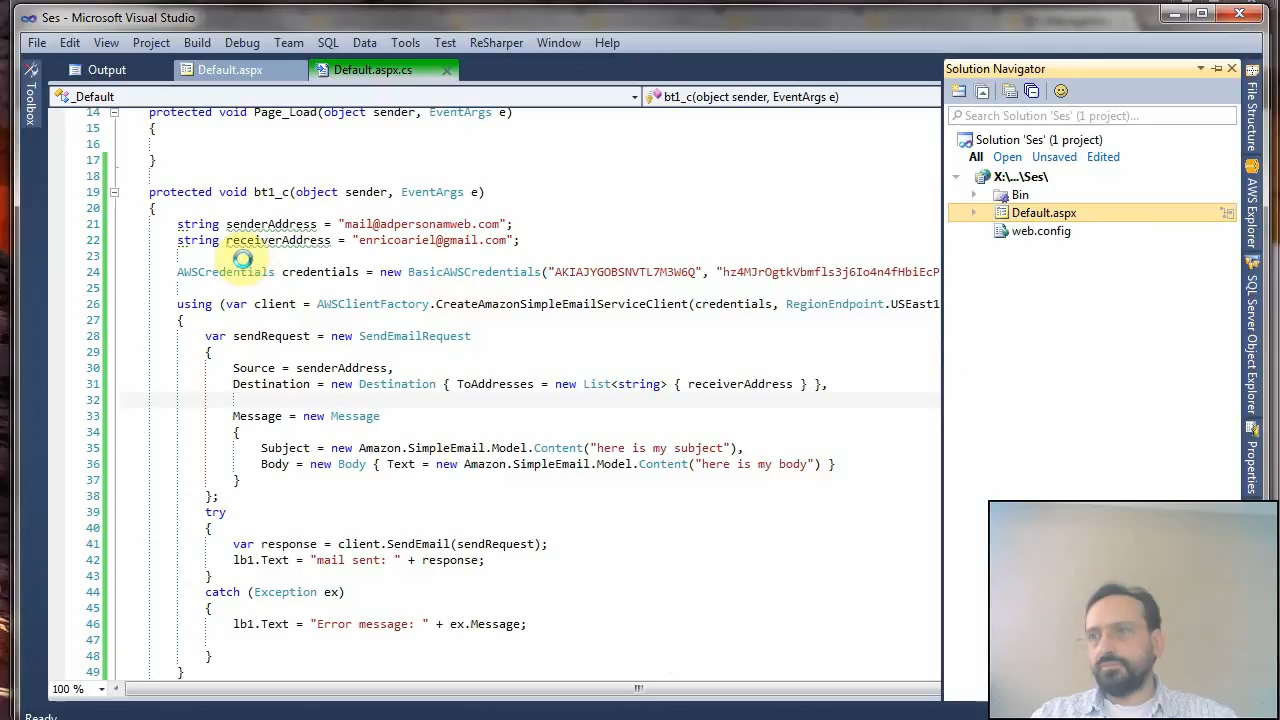 Ses - Microsoft Visual Studio
File Edit View Project Build Debug Team SQL Data Tools Test ReSharper Window Help
Output Default.aspx Default.aspx.cs
Toolbox
_Default bt1_c(object sender, EventArgs e)
14 protected void Page_Load(object sender, EventArgs e)
15 {
16
17 }
18
19 protected void bt1_c(object sender, EventArgs e)
20 {
21 string senderAddress = "mail@adpersonamweb.com";
22 string receiverAddress = "enricoariel@gmail.com";
23
24 AWSCredentials credentials = new BasicAWSCredentials("AKIAJYGOBSNVTL7M3W6Q", "hz4MJrOgtkVbmfls3j6Io4n4fHbiEcP
25
26 using (var client = AWSClientFactory.CreateAmazonSimpleEmailServiceClient(credentials, RegionEndpoint.USEast1
27 {
28 var sendRequest = new SendEmailRequest
29 {
30 Source = senderAddress,
31 Destination = new Destination { ToAddresses = new List<string> { receiverAddress } },
32
33 Message = new Message
34 {
35 Subject = new Amazon.SimpleEmail.Model.Content("here is my subject"),
36 Body = new Body { Text = new Amazon.SimpleEmail.Model.Content("here is my body") }
37 }
38 };
39 try
40 {
41 var response = client.SendEmail(sendRequest);
42 lb1.Text = "mail sent: " + response;
43 }
44 catch (Exception ex)
45 {
46 lb1.Text = "Error message: " + ex.Message;
47
48 }
49 }
100 %
Ready
Solution Navigator
Search Solution 'Ses' (1 project)
Solution 'Ses' (1 project)
All Open Unsaved Edited
X:\...\Ses\
Bin
Default.aspx
web.config
File Structure
AWS Explorer
SQL Server Object Explorer
Properties